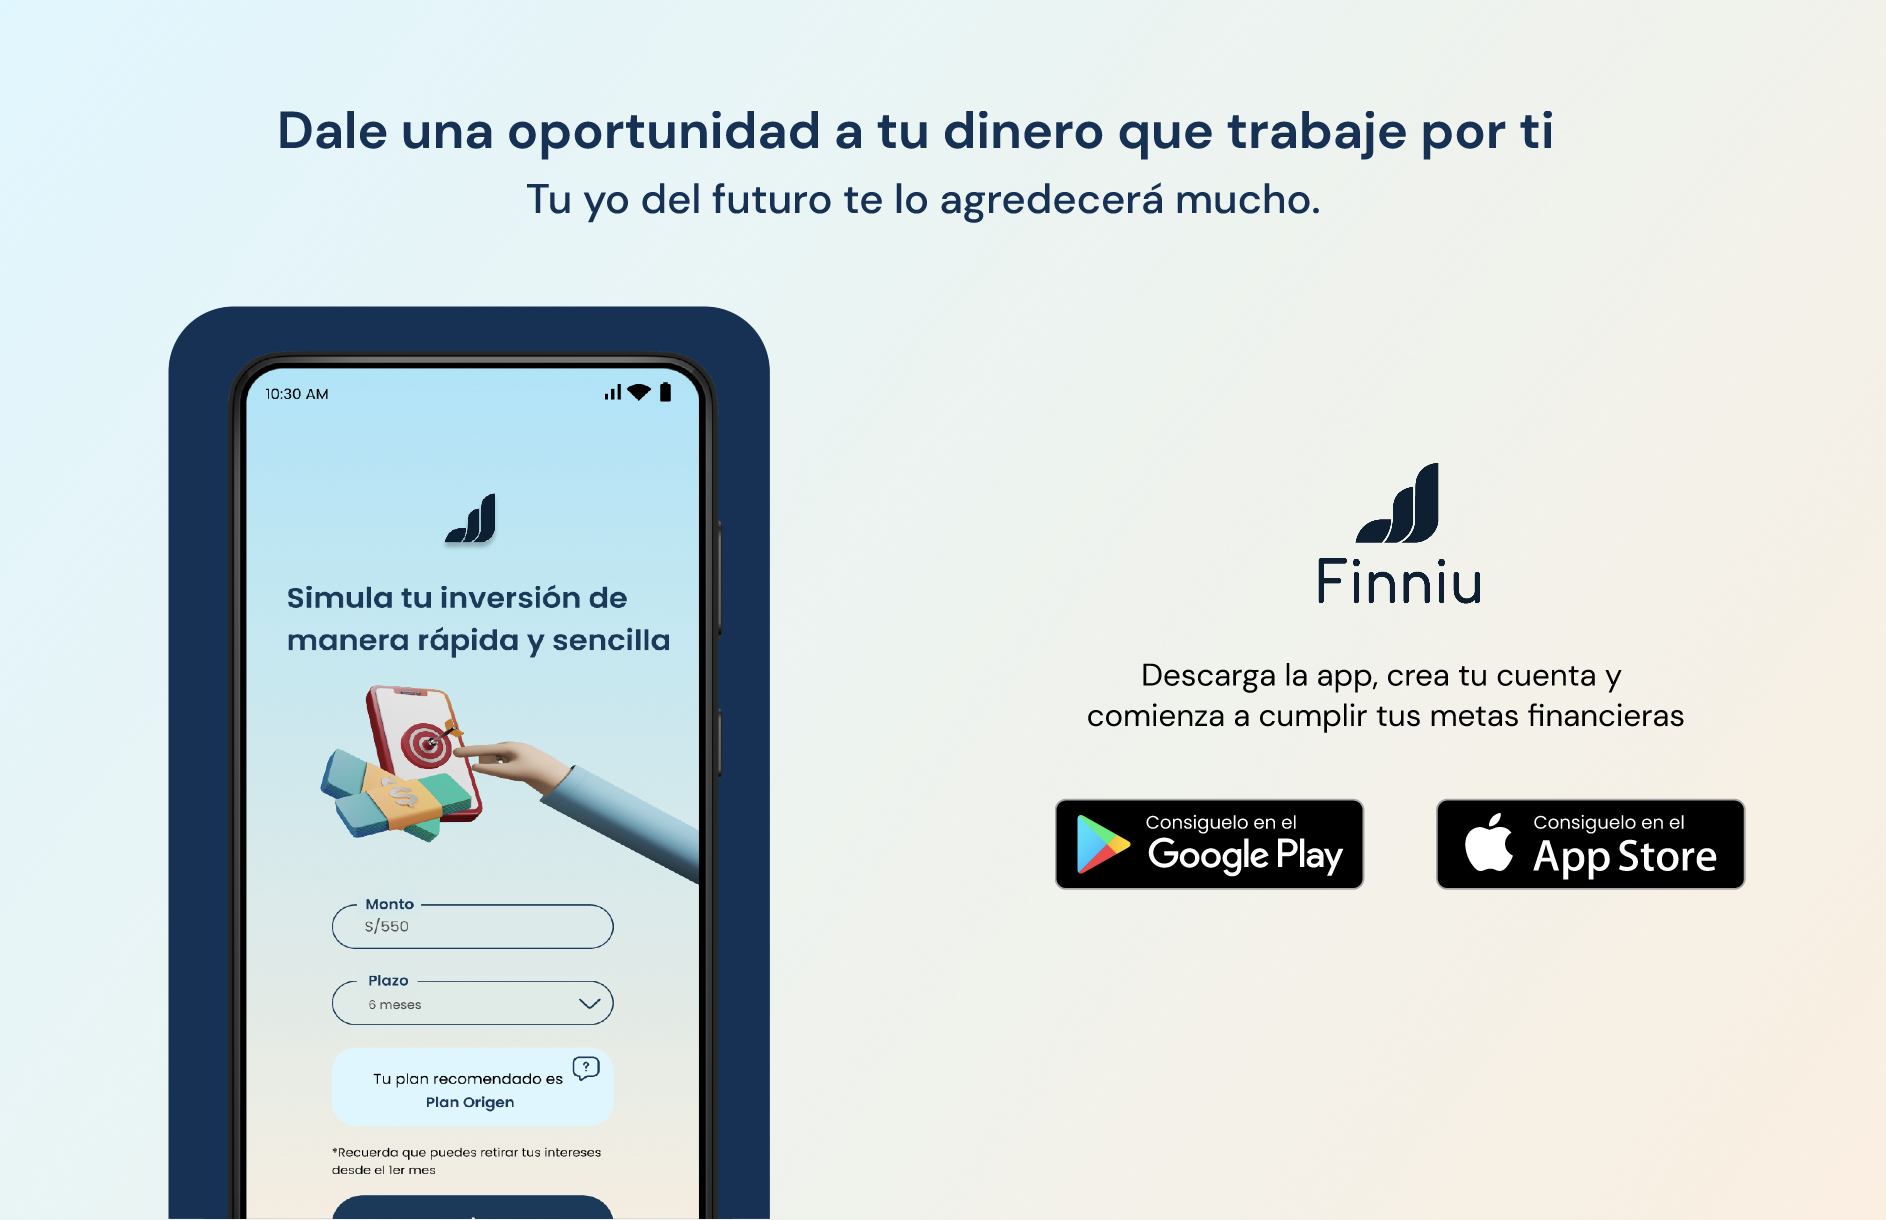 Dale una oportunidad a tu dinero que trabaje por ti
Tu yo del futuro te lo agredecerá mucho.
10:30 AM
Simula tu inversión de
manera rápida y sencilla
$
Monto
S/550
Plazo
6 meses
?
Tu plan recomendado es
Plan Origen
*Recuerda que puedes retirar tus intereses
desde el 1er mes
Finniu
Descarga la app, crea tu cuenta y
comienza a cumplir tus metas financieras
Consiguelo en el
Google Play
Consiguelo en el
App Store